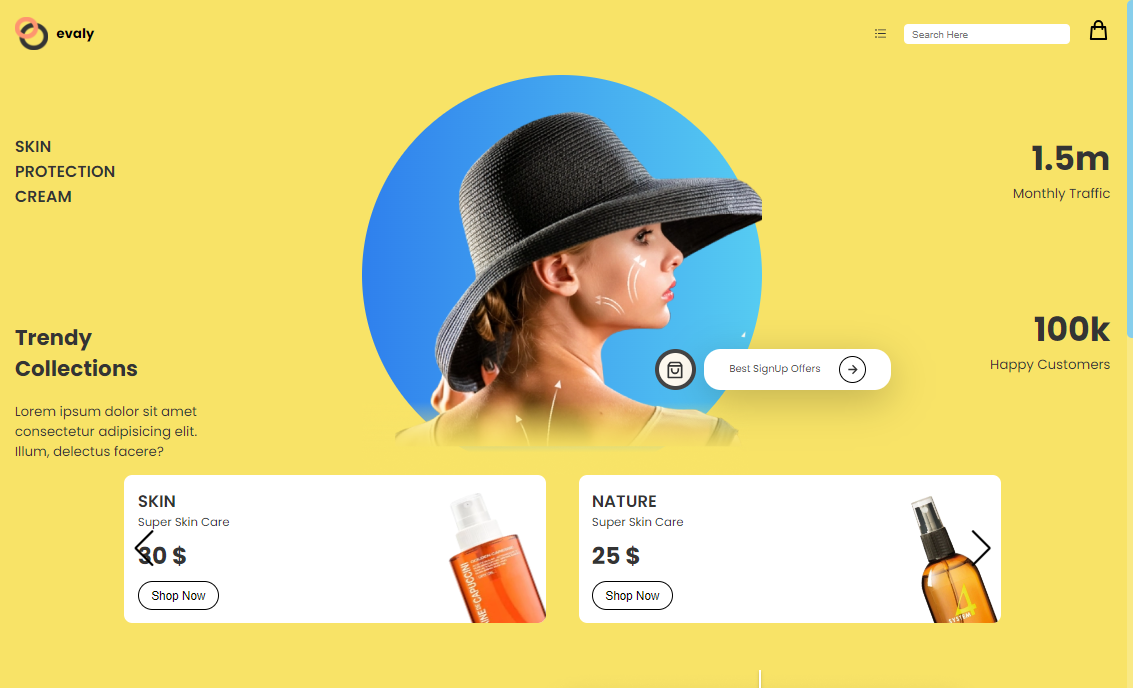 evaly
Search Here
SKIN
PROTECTION
CREAM
1.5m
Monthly Traffic
Trendy
Collections
100k
Happy Customers
Best SignUp Offers
Lorem ipsum dolor sit amet
consectetur adipisicing elit.
Illum, delectus facere?
SKIN
Super Skin Care
30 $
Shop Now
NATURE
Super Skin Care
25 $
Shop Now